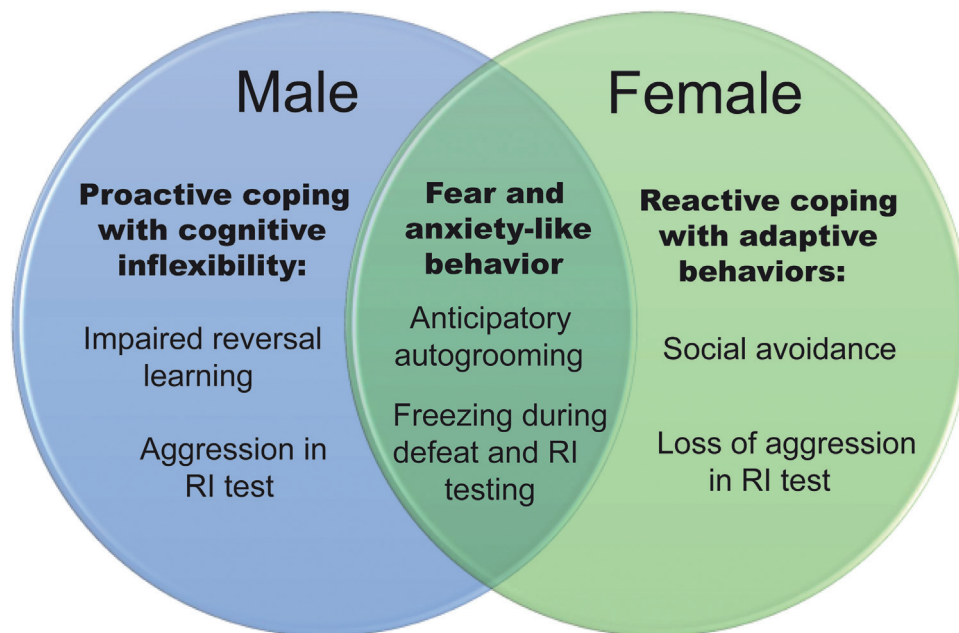 Male
Proactive coping
with cognitive
inflexibility:
Impaired reversal
learning
Aggression in
RI test
Fear and
anxiety-like
behavior
Anticipatory
autogrooming
Freezing during
defeat and RI
testing
Female
Reactive coping
with adaptive
behaviors:
Social avoidance
Loss of aggression
in RI test